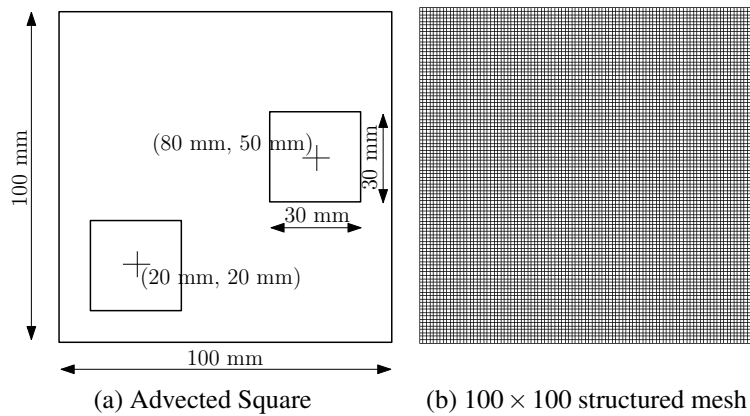 100 mm
(80 mm, 50 mm)
30 mm
30 mm
(20 mm, 20 mm)
100 mm
(a) Advected Square
(b) 100 × 100 structured mesh